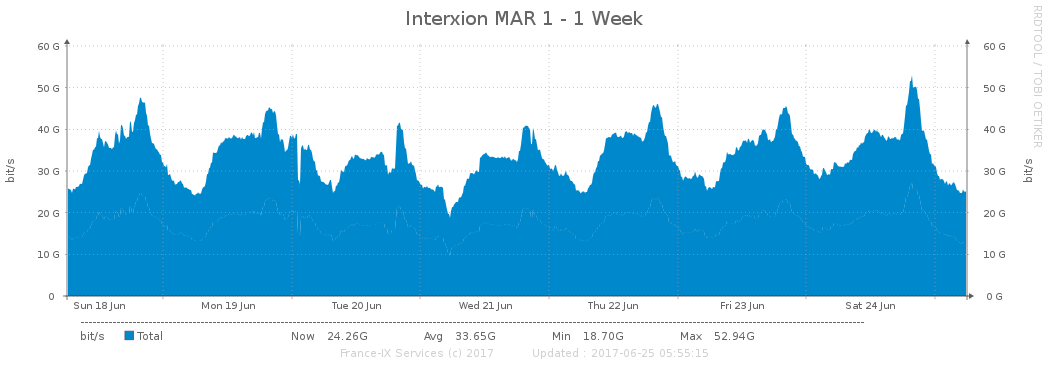 Interxion MAR 1 - 1 Week
RRDTOOL / TOBI OETIKER
bit/s
60 G 60 G
50 G 50 G
40 G 40 G
30 G 30 G
20 G 20 G
10 G 10 G
0 0 G
bit/s
Sun 18 Jun Mon 19 Jun Tue 20 Jun Wed 21 Jun Thu 22 Jun Fri 23 Jun Sat 24 Jun
bit/s Total Now 24.26G Avg 33.65G Min 18.70G Max 52.94G
France-IX Services (c) 2017 Updated : 2017-06-25 05:55:15